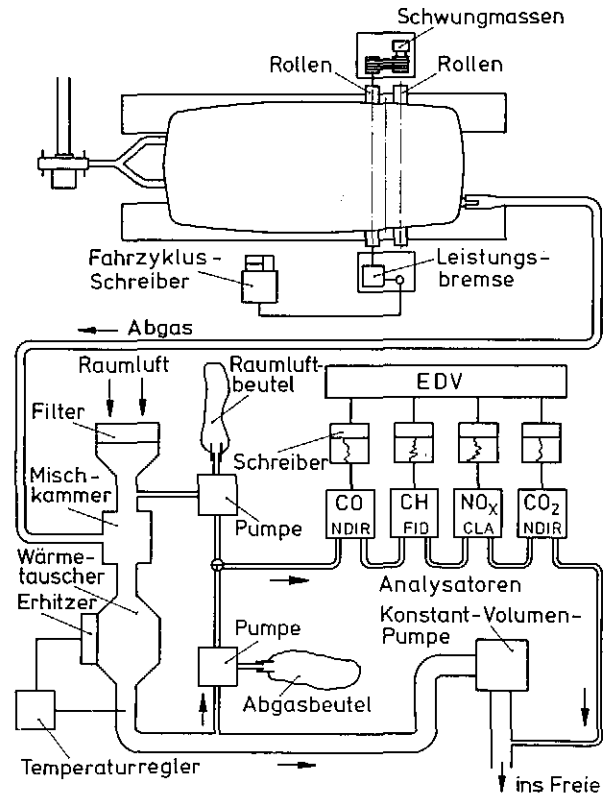 Schwungmassen
Rollen
Rollen
Fahrzyklus-
Schreiber
Leistungs-
bremse
Abgas
Raumluft
Raumluft-
beutel
EDV
Filter
Schreiber
Misch-
kammer
Pumpe
CO
NDIR
CH
FID
NOX
CLA
CO2
NDIR
Wärme-
tauscher
Analysatoren
Erhitzer
Pumpe
Konstant-Volumen-
Pumpe
Abgasbeutel
Temperaturregler
ins Freie